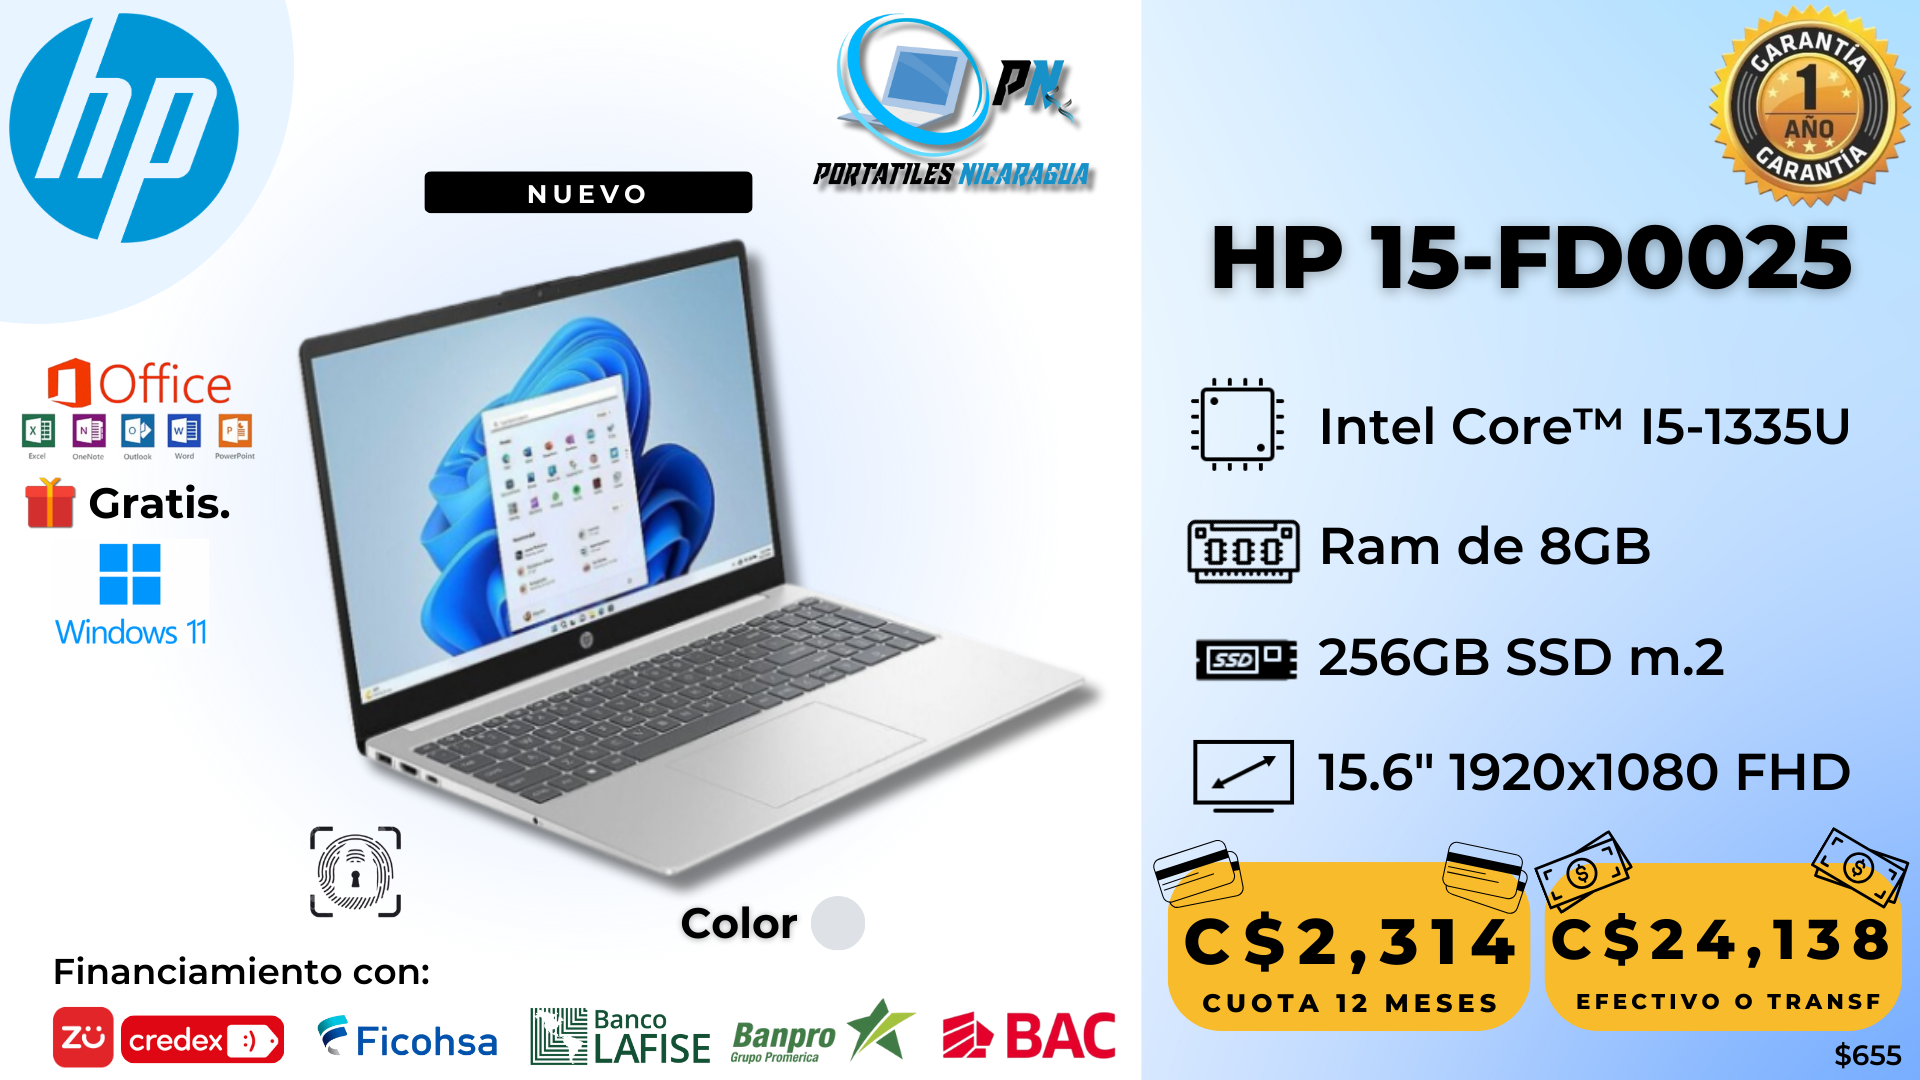 hp
PN
PORTATILES NICARAGUA
NUEVO
GARANTÍA
1
AÑO
GARANTÍA
HP 15-FD0025
Office
Excel
OneNote
Outlook
Word
PowerPoint
Gratis.
Windows 11
Intel Core™ I5-1335U
Ram de 8GB
SSD
256GB SSD m.2
15.6" 1920x1080 FHD
Color
Financiamiento con:
ZU
credex :)
Ficohsa
Banco
LAFISE
Banpro
Grupo Promerica
BAC
C$2,314
CUOTA 12 MESES
C$24,138
EFECTIVO O TRANSF
$655